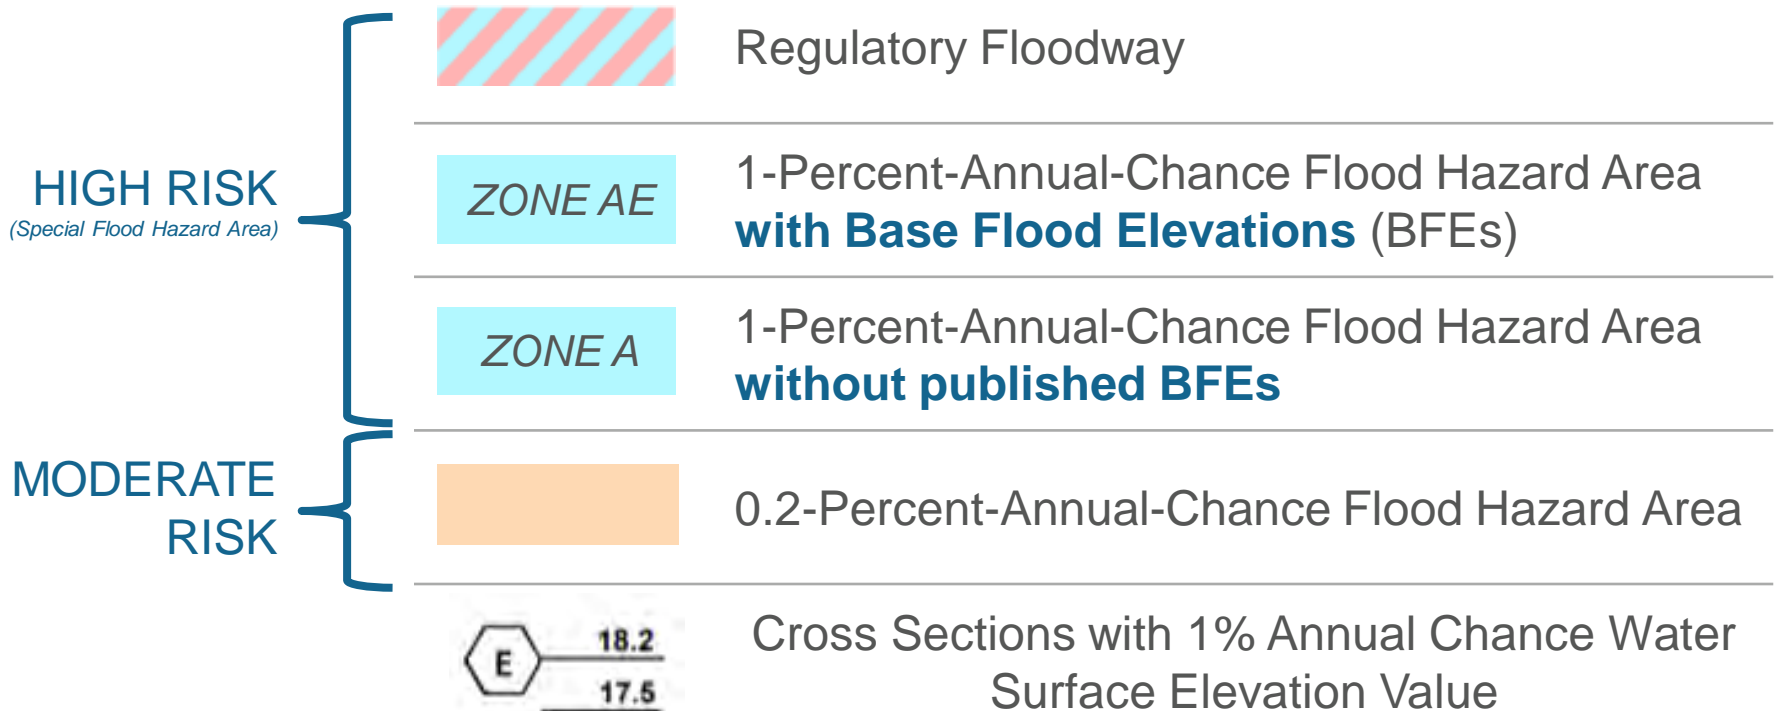 Regulatory Floodway
HIGH RISK
(Special Flood Hazard Area)
ZONE AE
1-Percent-Annual-Chance Flood Hazard Area
with Base Flood Elevations (BFEs)
ZONE A
1-Percent-Annual-Chance Flood Hazard Area
without published BFEs
MODERATE
RISK
0.2-Percent-Annual-Chance Flood Hazard Area
E
18.2
17.5
Cross Sections with 1% Annual Chance Water
Surface Elevation Value